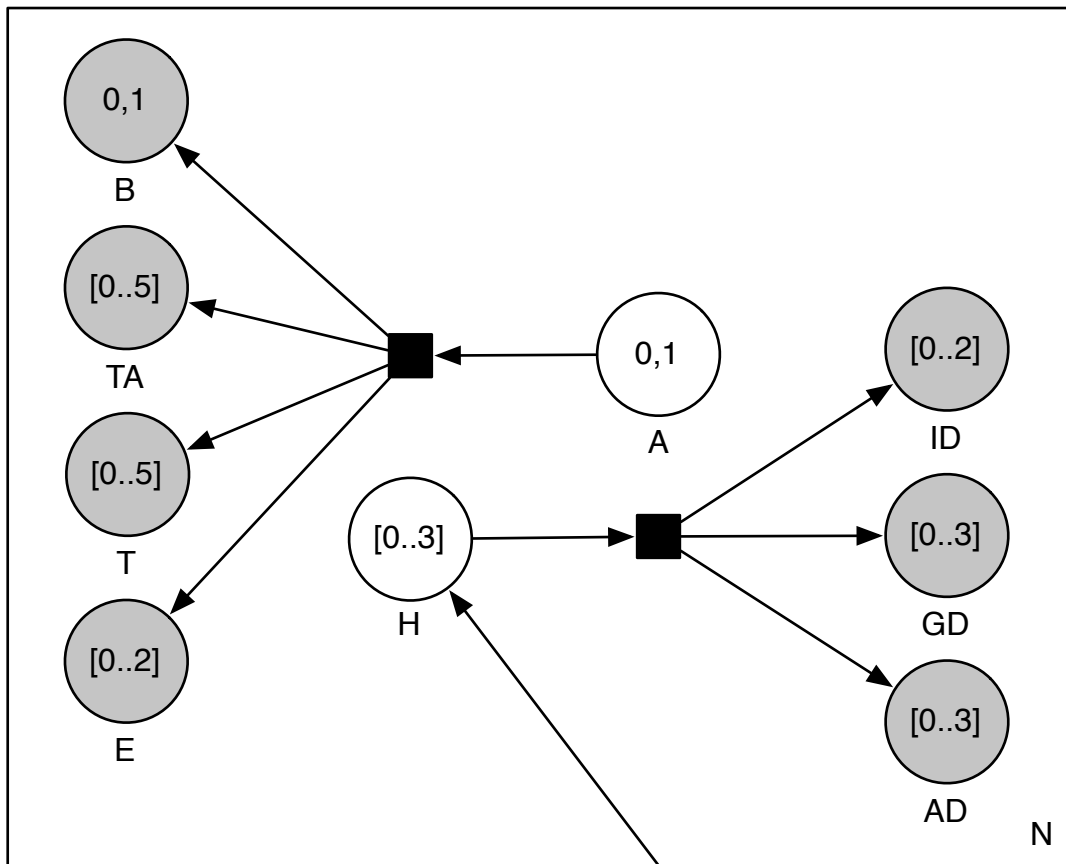 0,1
B
[0..5]
TA
[0..5]
T
[0..2]
E
0,1
A
[0..3]
H
[0..2]
ID
[0..3]
GD
[0..3]
AD
N